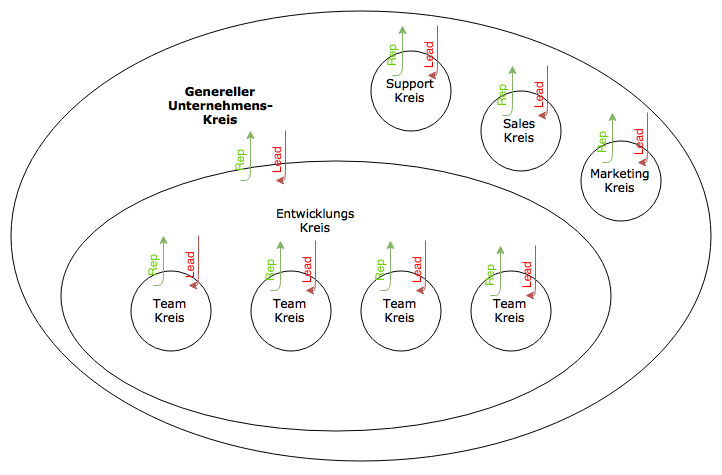 Rep
Lead
Support
Kreis
Rep
Lead
Sales
Kreis
Genereller
Unternehmens-
Kreis
Rep
Lead
Marketing
Kreis
Rep
Lead
Entwicklungs
Kreis
Rep
Lead
Team
Kreis
Rep
Lead
Team
Kreis
Rep
Lead
Team
Kreis
Rep
Lead
Team
Kreis